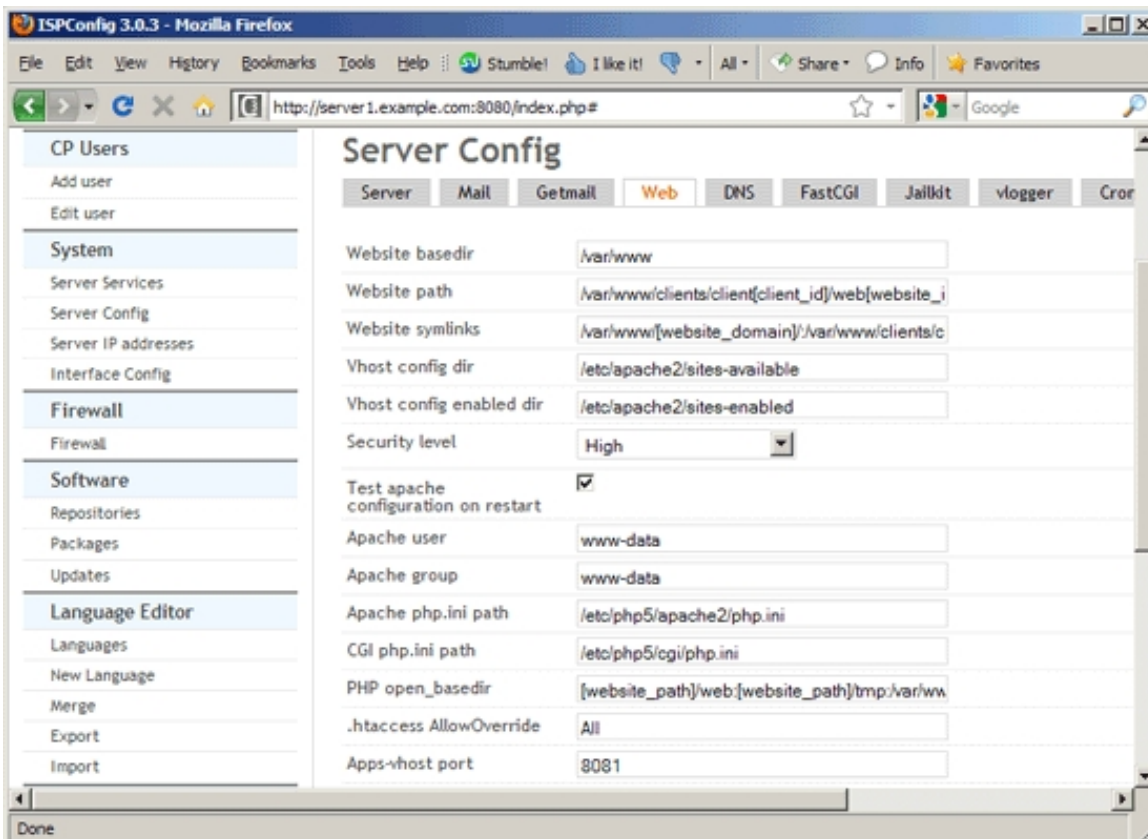 ISPConfig 3.0.3 - Mozilla Firefox
File Edit View History Bookmarks Tools Help Stumble! I like it! All Share Info Favorites
http://server1.example.com:8080/index.php# Google
CP Users
Add user
Edit user
System
Server Services
Server Config
Server IP addresses
Interface Config
Firewall
Firewall
Software
Repositories
Packages
Updates
Language Editor
Languages
New Language
Merge
Export
Import
Server Config
Server Mail Getmail Web DNS FastCGI Jailkit vlogger Cron
Website basedir /var/www
Website path /var/www/clients/client[client_id]/web[website_i
Website symlinks /var/www/[website_domain]/:/var/www/clients/c
Vhost config dir /etc/apache2/sites-available
Vhost config enabled dir /etc/apache2/sites-enabled
Security level High
Test apache
configuration on restart
Apache user www-data
Apache group www-data
Apache php.ini path /etc/php5/apache2/php.ini
CGI php.ini path /etc/php5/cgi/php.ini
PHP open_basedir [website_path]/web:[website_path]/tmp:/var/ww
.htaccess AllowOverride All
Apps-vhost port 8081
Done